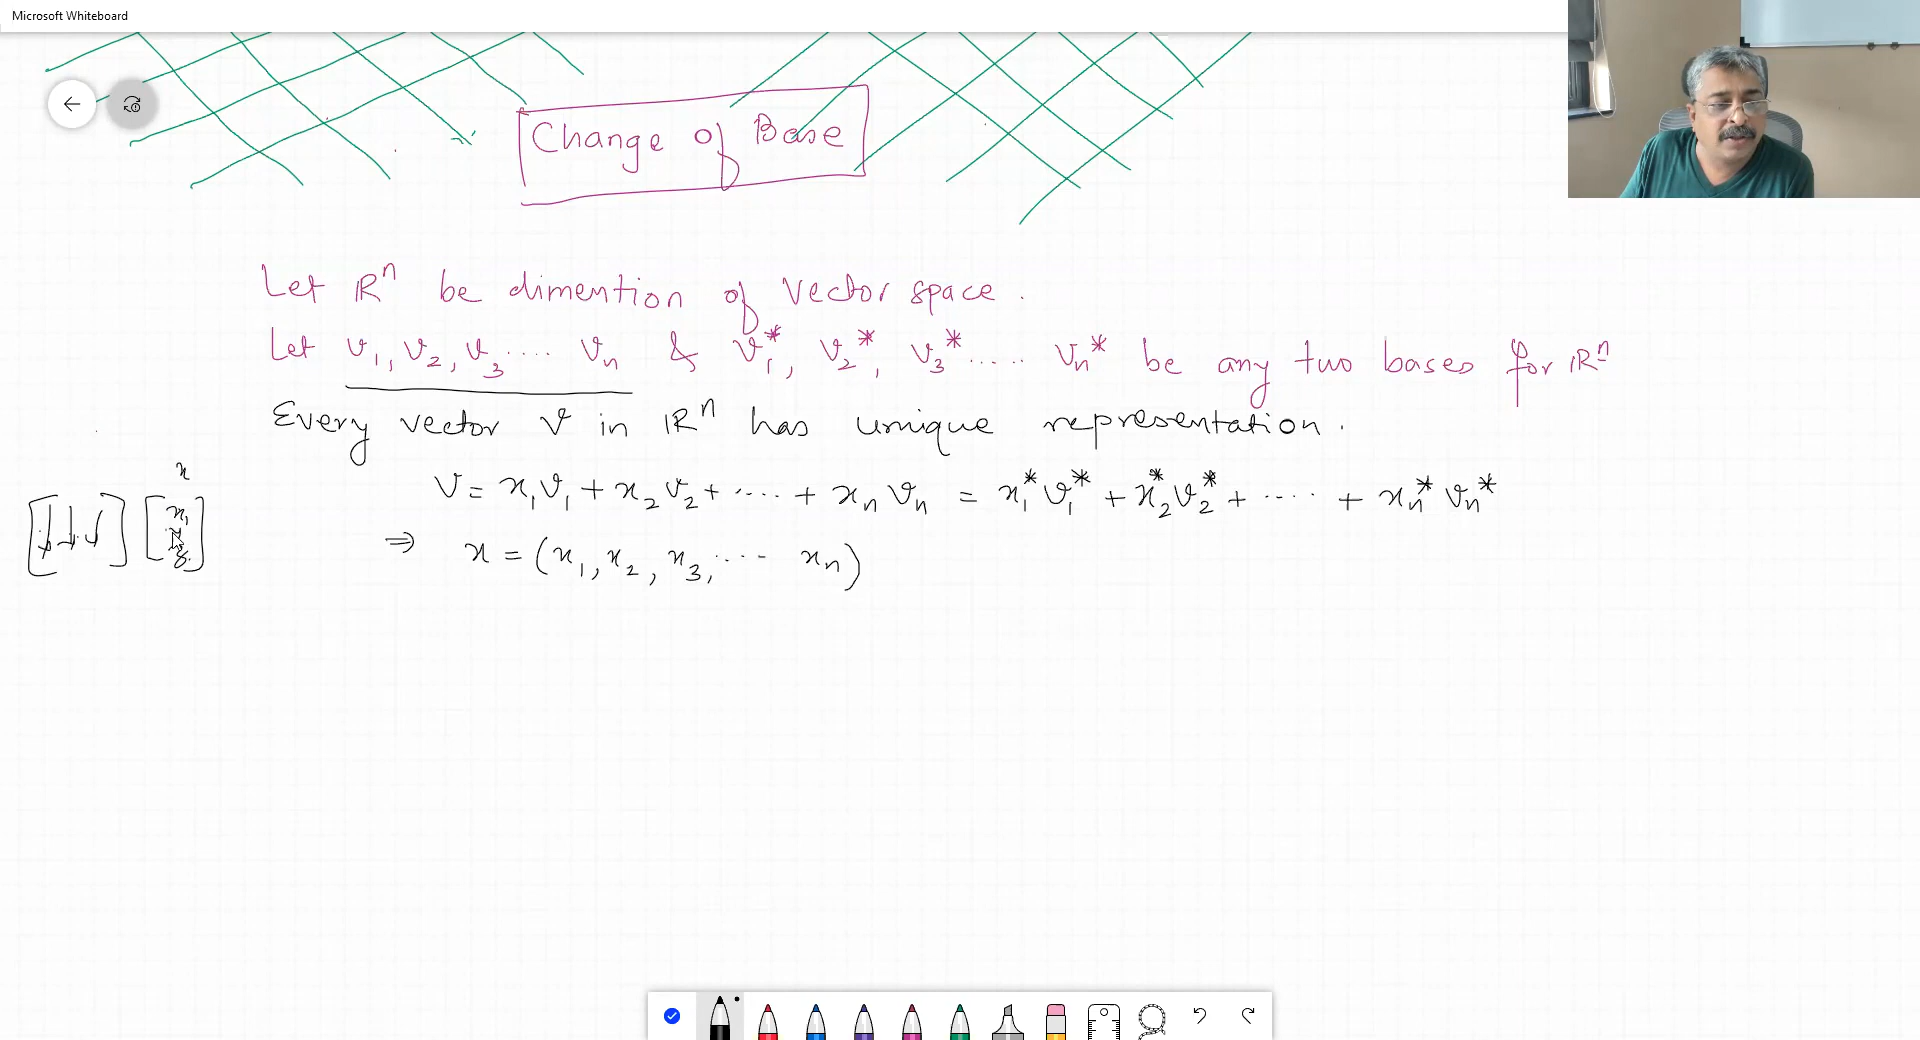 Microsoft Whiteboard
Change of Base
Let ℝⁿ be dimention of vector space.
Let v₁, v₂, v₃ .... vₙ & v₁*, v₂*, v₃* ..... vₙ* be any two bases for ℝⁿ
Every vector v in ℝⁿ has unique representation.
x
V = x₁v₁ + x₂v₂ + ..... + xₙvₙ = x₁*v₁* + x₂*v₂* + ..... + xₙ*vₙ*
⇒ x = (x₁, x₂, x₃, ..... xₙ)